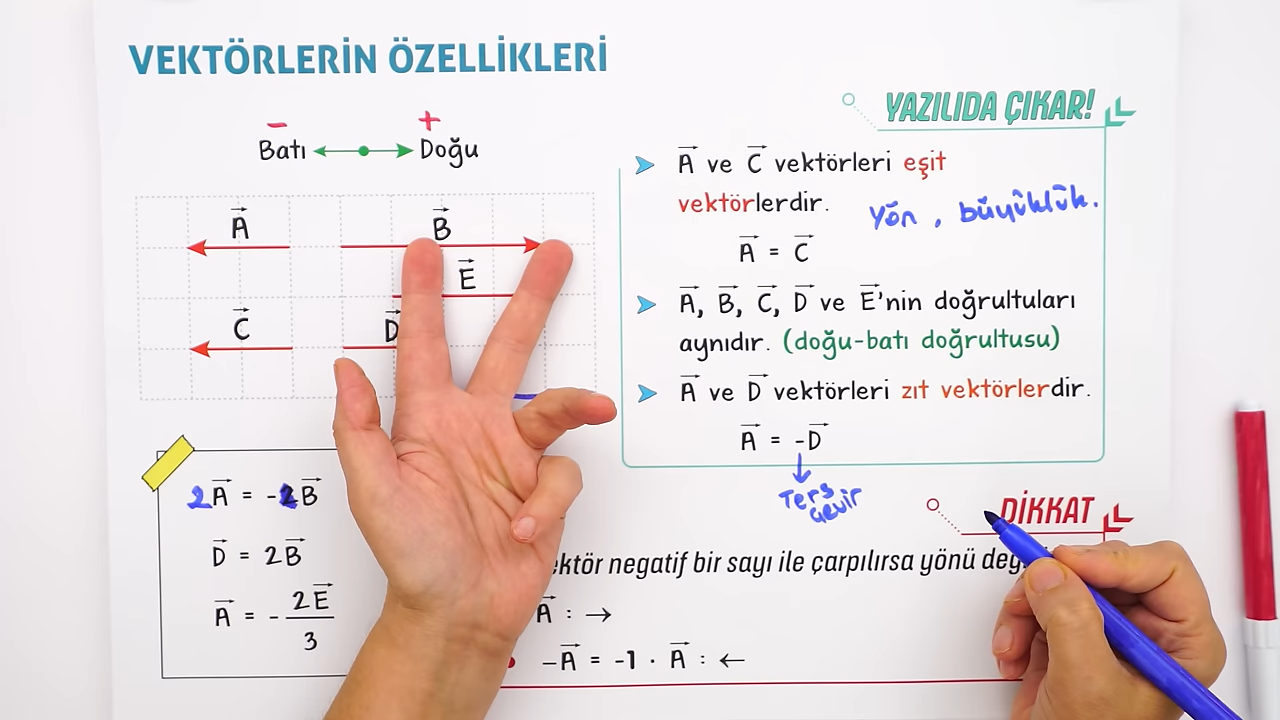 VEKTÖRLERİN ÖZELLİKLERİ
- +
Batı Doğu
A B
E
C D
YAZILIDA ÇIKAR!
A ve C vektörleri eşit
vektörlerdir.
Yön, büyüklük.
A = C
A, B, C, D ve E'nin doğrultuları
aynıdır. (doğu-batı doğrultusu)
A ve D vektörleri zıt vektörlerdir.
A = -D
Ters
çevir
2A = -2B
D = 2B
A = - 2E
3
DİKKAT
negatif bir sayı ile çarpılırsa yönü
A : →
-A = -1 · A : ←